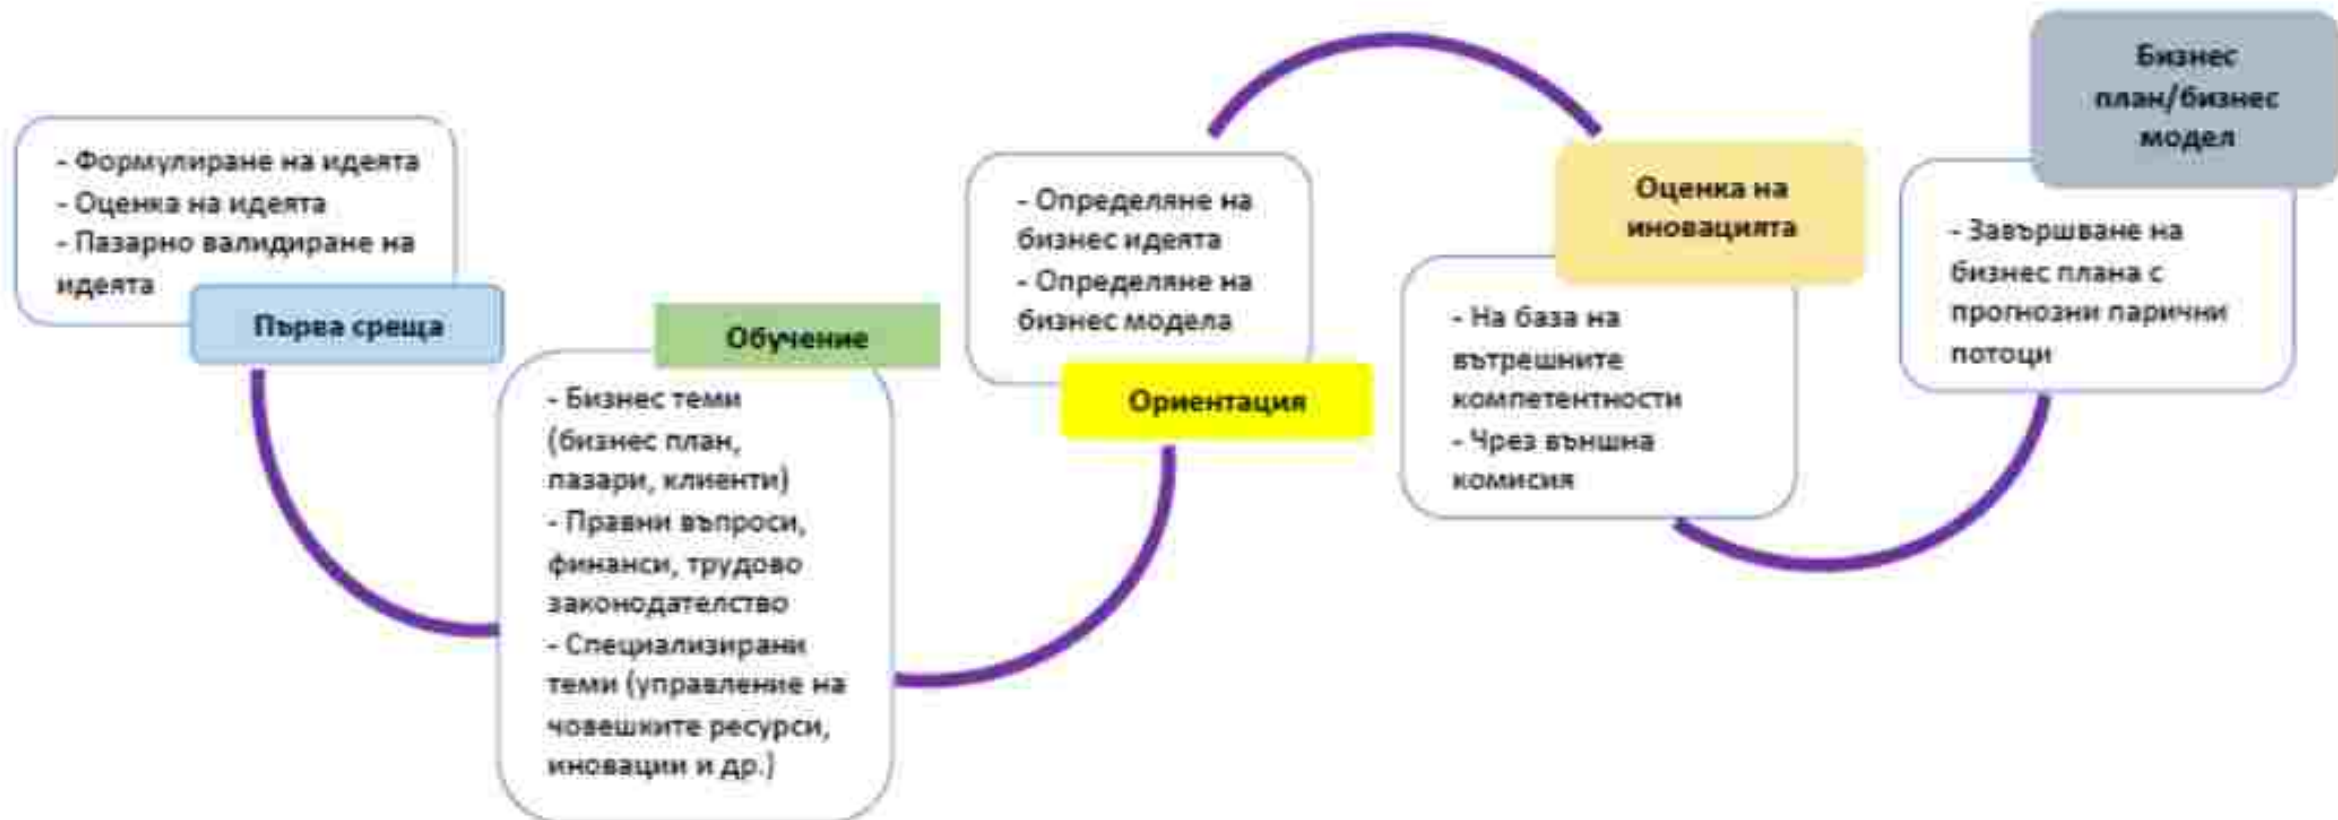 - Формулиране на идеята
- Оценка на идеята
- Пазарно валидиране на
идеята
Първа среща
Обучение
- Бизнес теми
(бизнес план,
пазари, клиенти)
- Правни въпроси,
финанси, трудово
законодателство
- Специализирани
теми (управление на
човешките ресурси,
иновации и др.)
- Определяне на
бизнес идеята
- Определяне на
бизнес модела
Ориентация
Оценка на
иновацията
- На база на
вътрешните
компетентности
- Чрез външна
комисия
Бизнес
план/бизнес
модел
- Завършване на
бизнес плана с
прогнозни парични
потоци